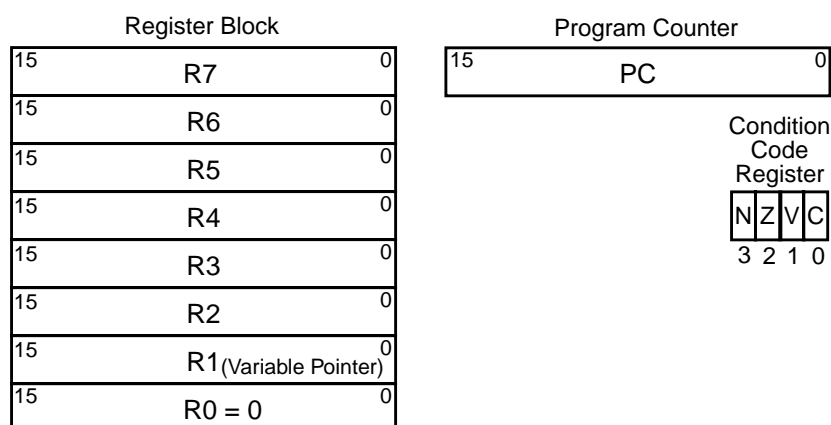 Register Block
15 R7 0
15 R6 0
15 R5 0
15 R4 0
15 R3 0
15 R2 0
15 R1(Variable Pointer) 0
15 R0 = 0 0
Program Counter
15 PC 0
Condition
Code
Register
N Z V C
3 2 1 0